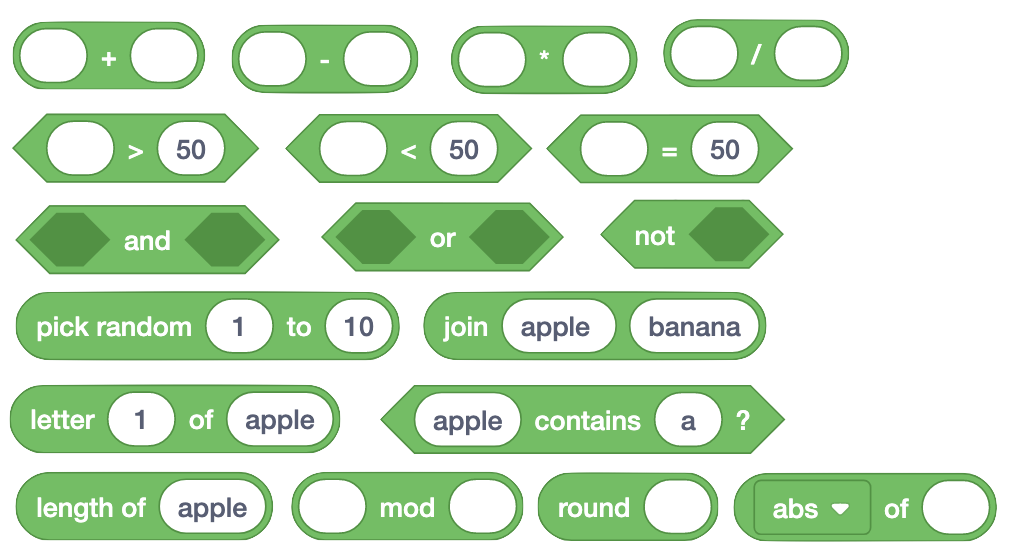 + - * /
> 50 < 50 = 50
and or not
pick random 1 to 10 join apple banana
letter 1 of apple apple contains a ?
length of apple mod round abs of